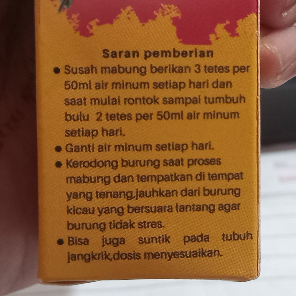 Saran pemberian
• Susah mabung berikan 3 tetes per
50ml air minum setiap hari dan
saat mulai rontok sampai tumbuh
bulu 2 tetes per 50ml air minum
setiap hari.
• Ganti air minum setiap hari.
• Kerodong burung saat proses
mabung dan tempatkan di tempat
yang tenang,jauhkan dari burung
kicau yang bersuara lantang agar
burung tidak stres.
• Bisa juga suntik pada tubuh
jangkrik,dosis menyesuaikan.